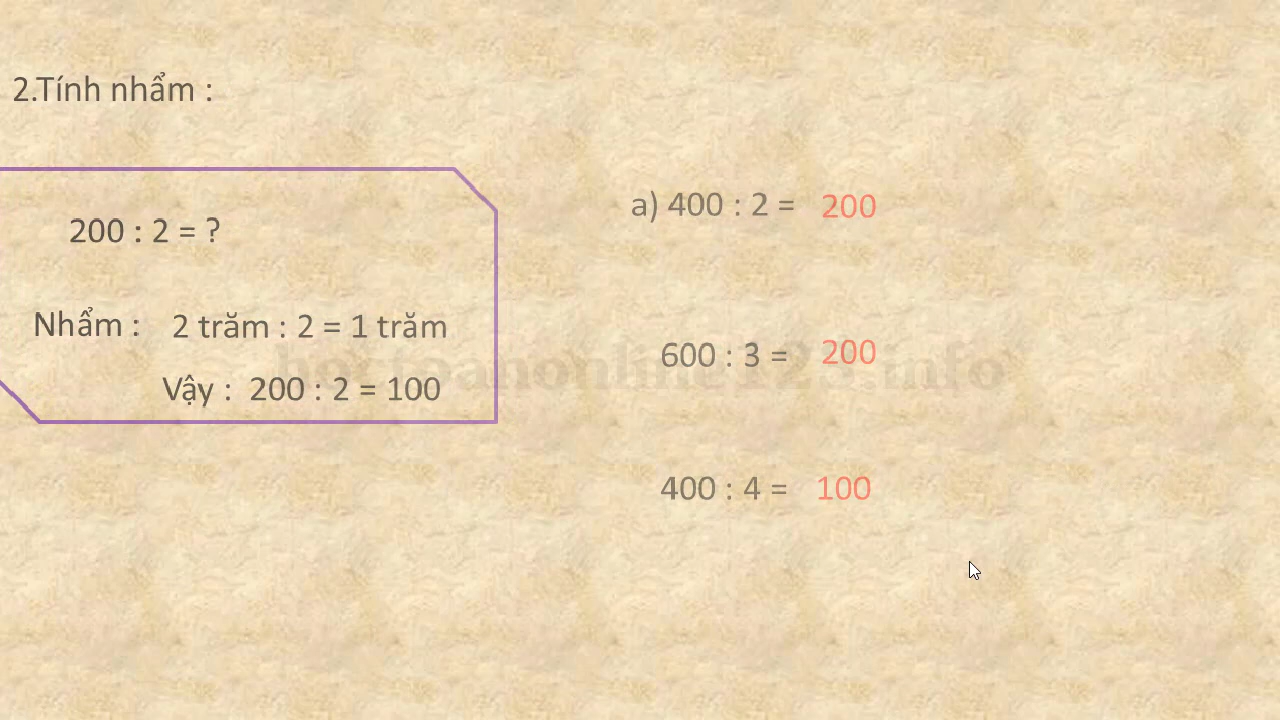 2.Tính nhẩm :
200 : 2 = ?
Nhẩm : 2 trăm : 2 = 1 trăm
Vậy : 200 : 2 = 100
a) 400 : 2 = 200
600 : 3 = 200
400 : 4 = 100